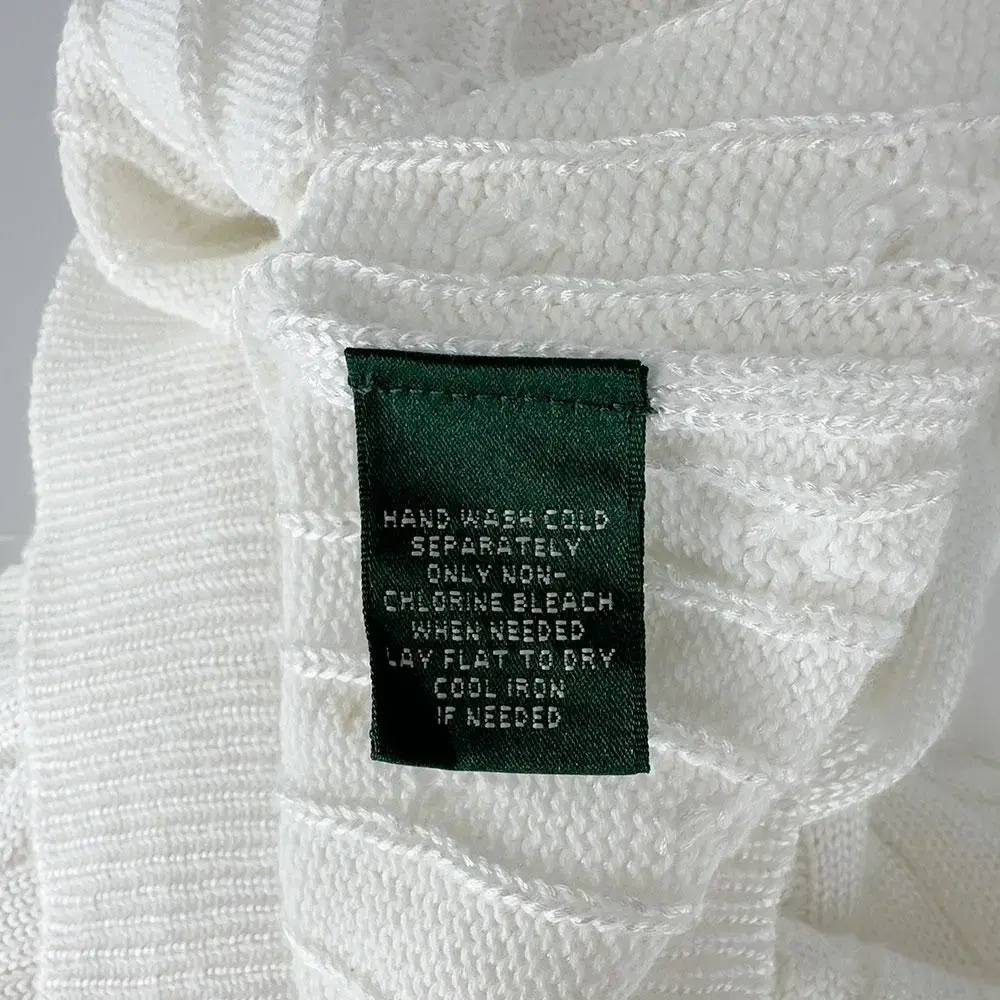 HAND WASH COLD
SEPARATELY
ONLY NON-
CHLORINE BLEACH
WHEN NEEDED
LAY FLAT TO DRY
COOL IRON
IF NEEDED